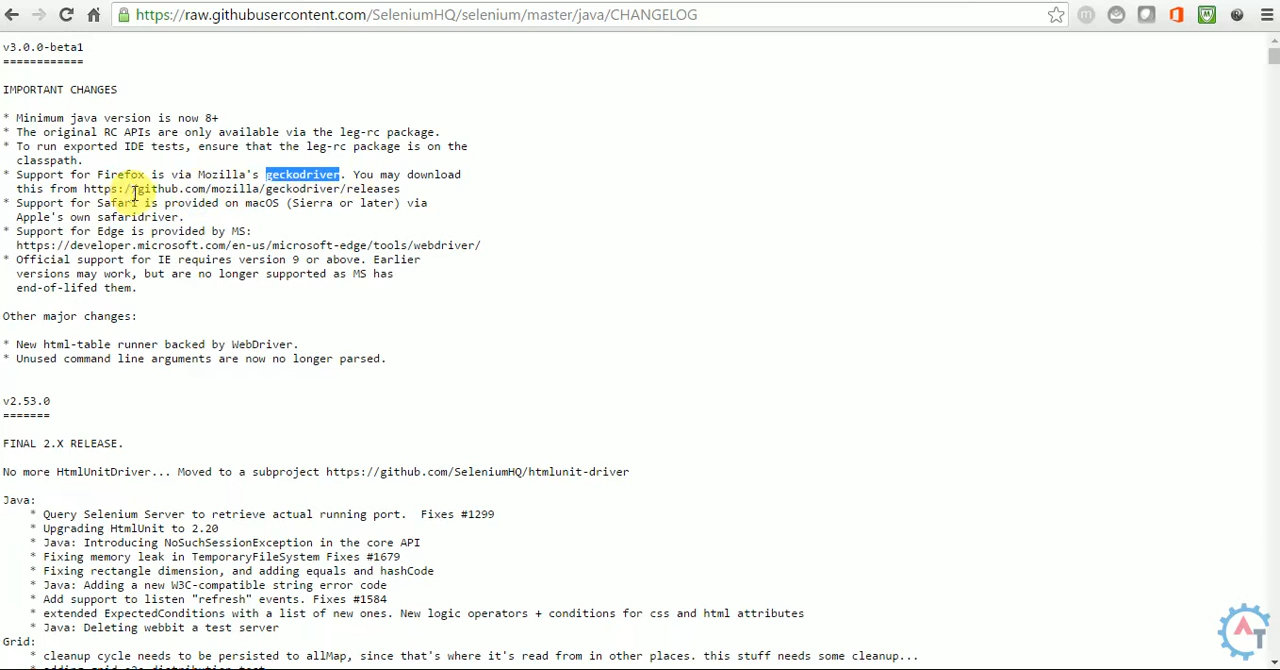 https://raw.githubusercontent.com/SeleniumHQ/selenium/master/java/CHANGELOG
v3.0.0-beta1
============
IMPORTANT CHANGES
* Minimum java version is now 8+
* The original RC APIs are only available via the leg-rc package.
* To run exported IDE tests, ensure that the leg-rc package is on the
classpath.
* Support for Firefox is via Mozilla's geckodriver. You may download
this from https://github.com/mozilla/geckodriver/releases
* Support for Safari is provided on macOS (Sierra or later) via
Apple's own safaridriver.
* Support for Edge is provided by MS:
https://developer.microsoft.com/en-us/microsoft-edge/tools/webdriver/
* Official support for IE requires version 9 or above. Earlier
versions may work, but are no longer supported as MS has
end-of-lifed them.
Other major changes:
* New html-table runner backed by WebDriver.
* Unused command line arguments are now no longer parsed.
v2.53.0
=======
FINAL 2.X RELEASE.
No more HtmlUnitDriver... Moved to a subproject https://github.com/SeleniumHQ/htmlunit-driver
Java:
* Query Selenium Server to retrieve actual running port.  Fixes #1299
* Upgrading HtmlUnit to 2.20
* Java: Introducing NoSuchSessionException in the core API
* Fixing memory leak in TemporaryFileSystem Fixes #1679
* Fixing rectangle dimension, and adding equals and hashCode
* Java: Adding a new W3C-compatible string error code
* Add support to listen "refresh" events. Fixes #1584
* extended ExpectedConditions with a list of new ones. New logic operators + conditions for css and html attributes
* Java: Deleting webbit a test server
Grid:
* cleanup cycle needs to be persisted to allMap, since that's where it's read from in other places. this stuff needs some cleanup...
AT